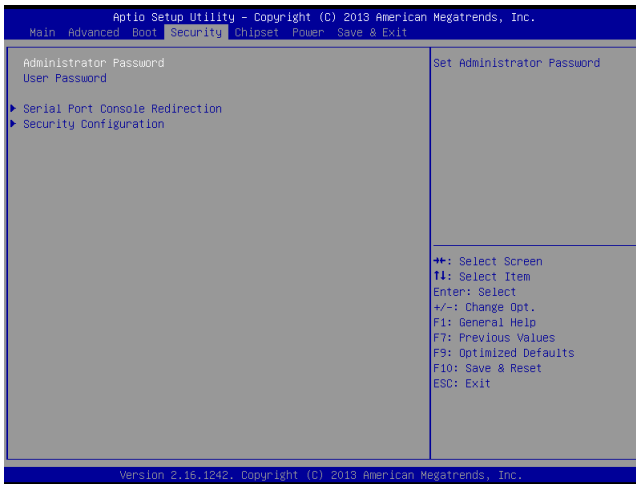 Aptio Setup Utility – Copyright (C) 2013 American Megatrends, Inc.
Main Advanced Boot Security Chipset Power Save & Exit
Administrator Password
User Password
Serial Port Console Redirection
Security Configuration
Set Administrator Password
→←: Select Screen
↑↓: Select Item
Enter: Select
+/-: Change Opt.
F1: General Help
F7: Previous Values
F9: Optimized Defaults
F10: Save & Reset
ESC: Exit
Version 2.16.1242. Copyright (C) 2013 American Megatrends, Inc.